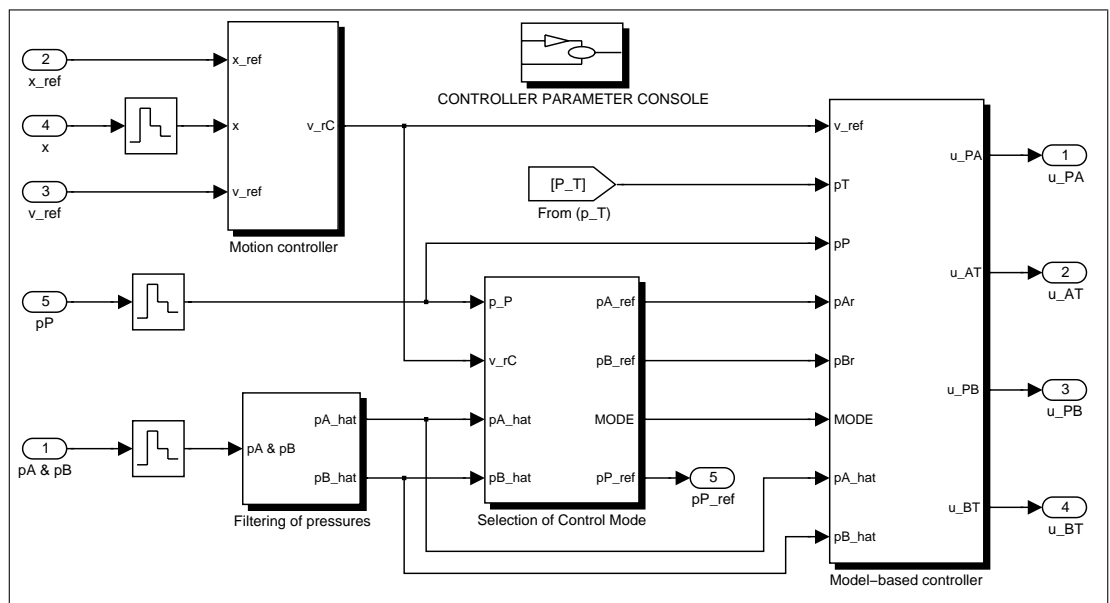 2
x_ref
4
x
3
v_ref
x_ref
x
v_ref
v_rC
Motion controller
CONTROLLER PARAMETER CONSOLE
[P_T]
From (p_T)
5
pP
1
pA & pB
pA & pB
pA_hat
pB_hat
Filtering of pressures
p_P
v_rC
pA_hat
pB_hat
pA_ref
pB_ref
MODE
pP_ref
Selection of Control Mode
5
pP_ref
v_ref
pT
pP
pAr
pBr
MODE
pA_hat
pB_hat
u_PA
u_AT
u_PB
u_BT
Model−based controller
1
u_PA
2
u_AT
3
u_PB
4
u_BT